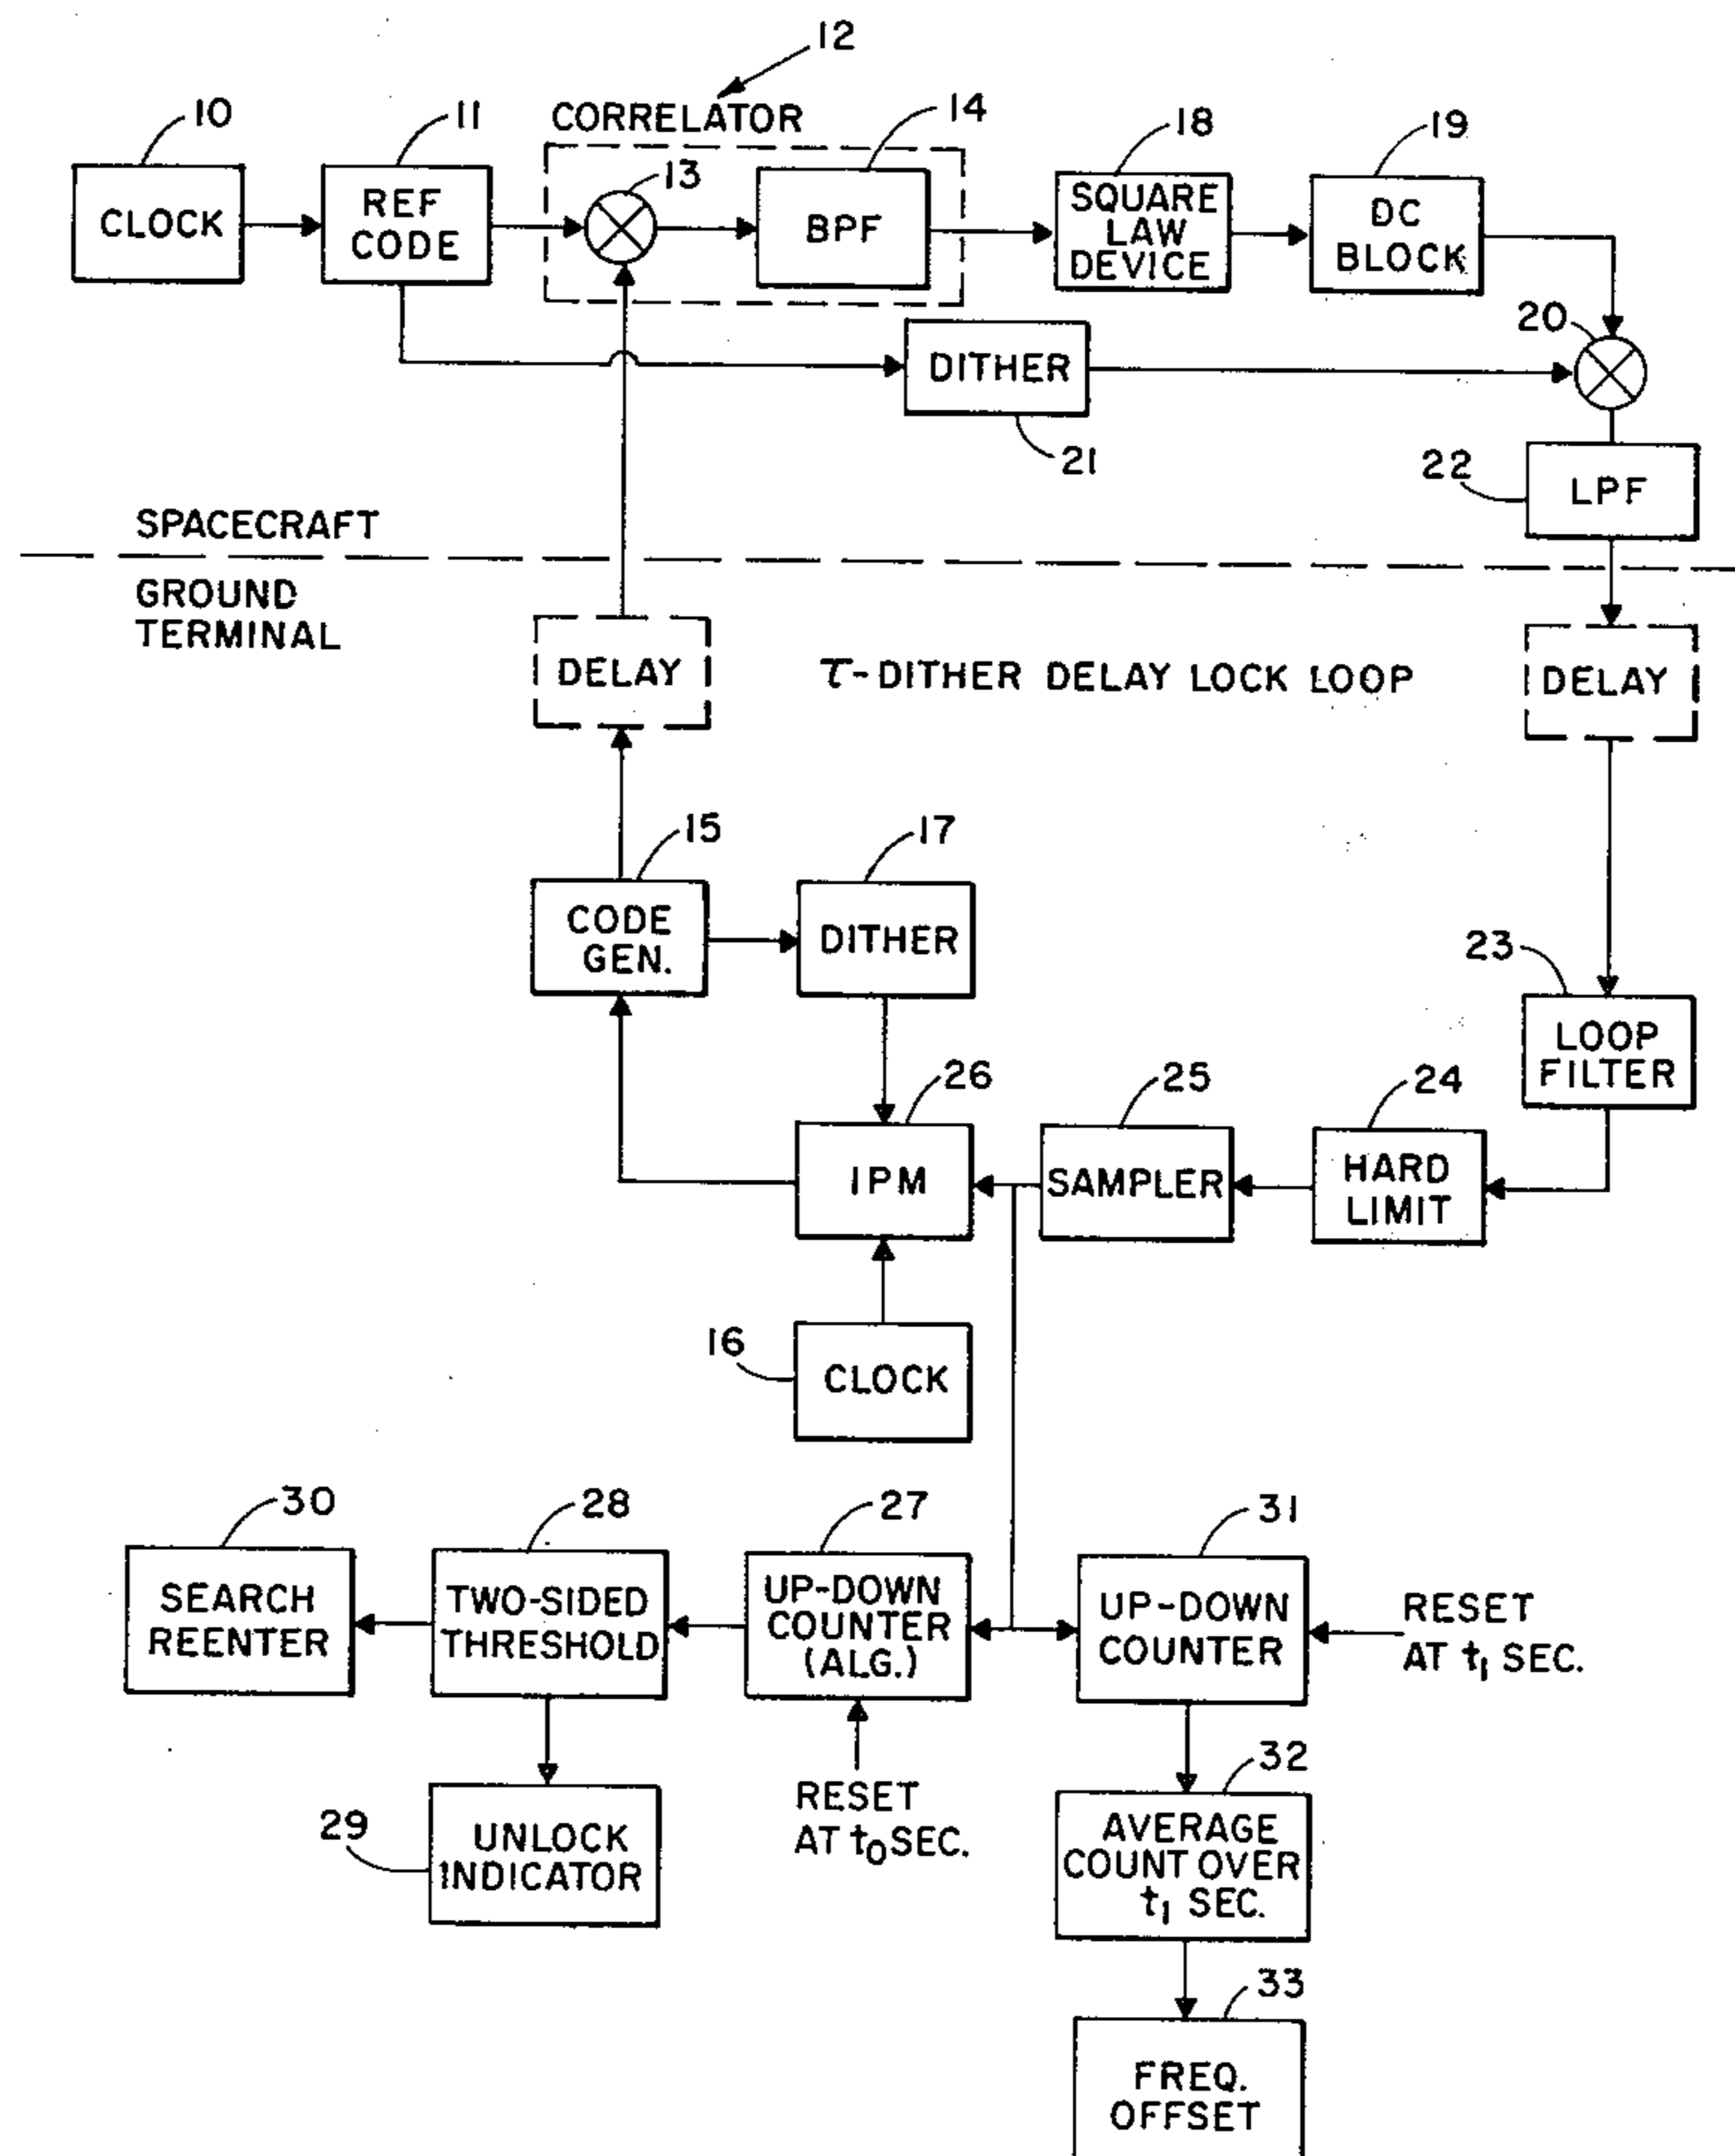 12
10
11
CORRELATOR
14
18
19
13
CLOCK
REF
CODE
BPF
SQUARE
LAW
DEVICE
DC
BLOCK
20
DITHER
21
22
LPF
SPACECRAFT
GROUND
TERMINAL
DELAY
τ-DITHER DELAY LOCK LOOP
DELAY
15
17
CODE
GEN.
DITHER
23
LOOP
FILTER
26
25
24
IPM
SAMPLER
HARD
LIMIT
16
CLOCK
30
28
27
31
SEARCH
REENTER
TWO-SIDED
THRESHOLD
UP-DOWN
COUNTER
(ALG.)
UP-DOWN
COUNTER
RESET
AT t₁ SEC.
29
UNLOCK
INDICATOR
RESET
AT t₀ SEC.
32
AVERAGE
COUNT OVER
t₁ SEC.
33
FREQ.
OFFSET